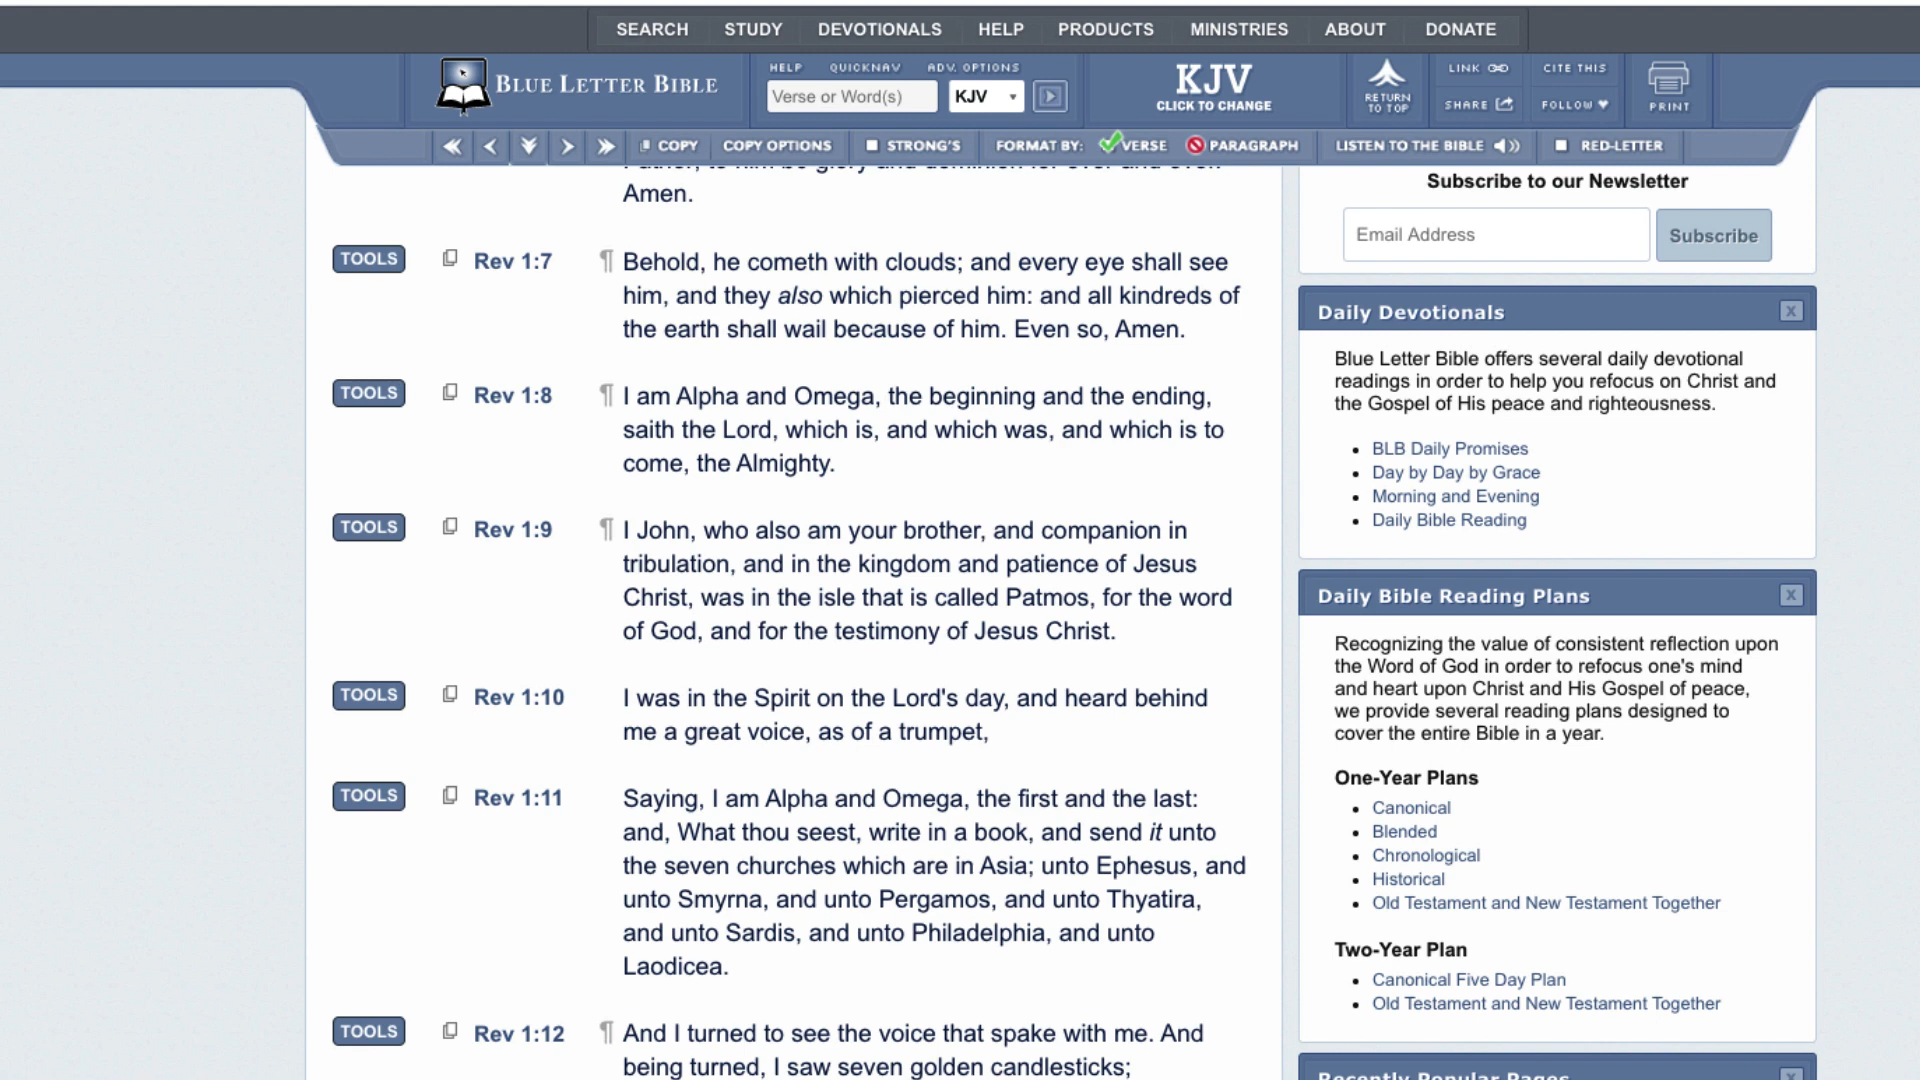 SEARCH STUDY DEVOTIONALS HELP PRODUCTS MINISTRIES ABOUT DONATE
BLUE LETTER BIBLE
HELP QUICKNAV ADV. OPTIONS
Verse or Word(s) KJV
KJV
CLICK TO CHANGE
RETURN
TO TOP
LINK CITE THIS
SHARE FOLLOW
PRINT
COPY COPY OPTIONS STRONG'S FORMAT BY: VERSE PARAGRAPH LISTEN TO THE BIBLE RED-LETTER
Father; to him be glory and dominion for ever and ever.
Amen.
TOOLS Rev 1:7 ¶ Behold, he cometh with clouds; and every eye shall see
him, and they also which pierced him: and all kindreds of
the earth shall wail because of him. Even so, Amen.
TOOLS Rev 1:8 ¶ I am Alpha and Omega, the beginning and the ending,
saith the Lord, which is, and which was, and which is to
come, the Almighty.
TOOLS Rev 1:9 ¶ I John, who also am your brother, and companion in
tribulation, and in the kingdom and patience of Jesus
Christ, was in the isle that is called Patmos, for the word
of God, and for the testimony of Jesus Christ.
TOOLS Rev 1:10 I was in the Spirit on the Lord's day, and heard behind
me a great voice, as of a trumpet,
TOOLS Rev 1:11 Saying, I am Alpha and Omega, the first and the last:
and, What thou seest, write in a book, and send it unto
the seven churches which are in Asia; unto Ephesus, and
unto Smyrna, and unto Pergamos, and unto Thyatira,
and unto Sardis, and unto Philadelphia, and unto
Laodicea.
TOOLS Rev 1:12 ¶ And I turned to see the voice that spake with me. And
being turned, I saw seven golden candlesticks;
Subscribe to our Newsletter
Email Address Subscribe
Daily Devotionals X
Blue Letter Bible offers several daily devotional
readings in order to help you refocus on Christ and
the Gospel of His peace and righteousness.
• BLB Daily Promises
• Day by Day by Grace
• Morning and Evening
• Daily Bible Reading
Daily Bible Reading Plans X
Recognizing the value of consistent reflection upon
the Word of God in order to refocus one's mind
and heart upon Christ and His Gospel of peace,
we provide several reading plans designed to
cover the entire Bible in a year.
One-Year Plans
• Canonical
• Blended
• Chronological
• Historical
• Old Testament and New Testament Together
Two-Year Plan
• Canonical Five Day Plan
• Old Testament and New Testament Together
Recently Popular Pages X